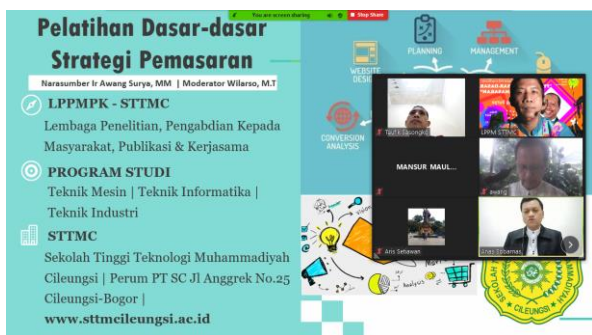 You are screen sharing
Stop Share
Pelatihan Dasar-dasar
Strategi Pemasaran
Narasumber Ir Awang Surya, MM | Moderator Wilarso, M.T
LPPMPK - STTMC
Lembaga Penelitian, Pengabdian Kepada
Masyarakat, Publikasi & Kerjasama
PROGRAM STUDI
Teknik Mesin | Teknik Informatika |
Teknik Industri
STTMC
Sekolah Tinggi Teknologi Muhammadiyah
Cileungsi | Perum PT SC Jl Anggrek No.25
Cileungsi-Bogor |
www.sttmcileungsi.ac.id
PLANNING
MANAGEMENT
WEBSITE
CONVERSION
ANALYSIS
LPPM STTMC
MANSUR MAUL...
awang
Aris Setiawan
Analysis
CILEUNGSI